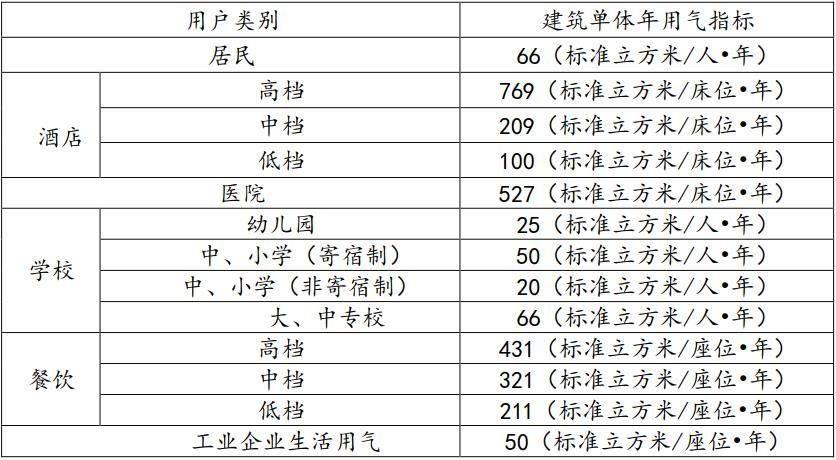 用户类别 建筑单体年用气指标
居民 66（标准立方米/人•年）
酒店 高档 769（标准立方米/床位•年）
中档 209（标准立方米/床位•年）
低档 100（标准立方米/床位•年）
医院 527（标准立方米/床位•年）
学校 幼儿园 25（标准立方米/人•年）
中、小学（寄宿制） 50（标准立方米/人•年）
中、小学（非寄宿制） 20（标准立方米/人•年）
大、中专校 66（标准立方米/人•年）
餐饮 高档 431（标准立方米/座位•年）
中档 321（标准立方米/座位•年）
低档 211（标准立方米/座位•年）
工业企业生活用气 50（标准立方米/座位•年）